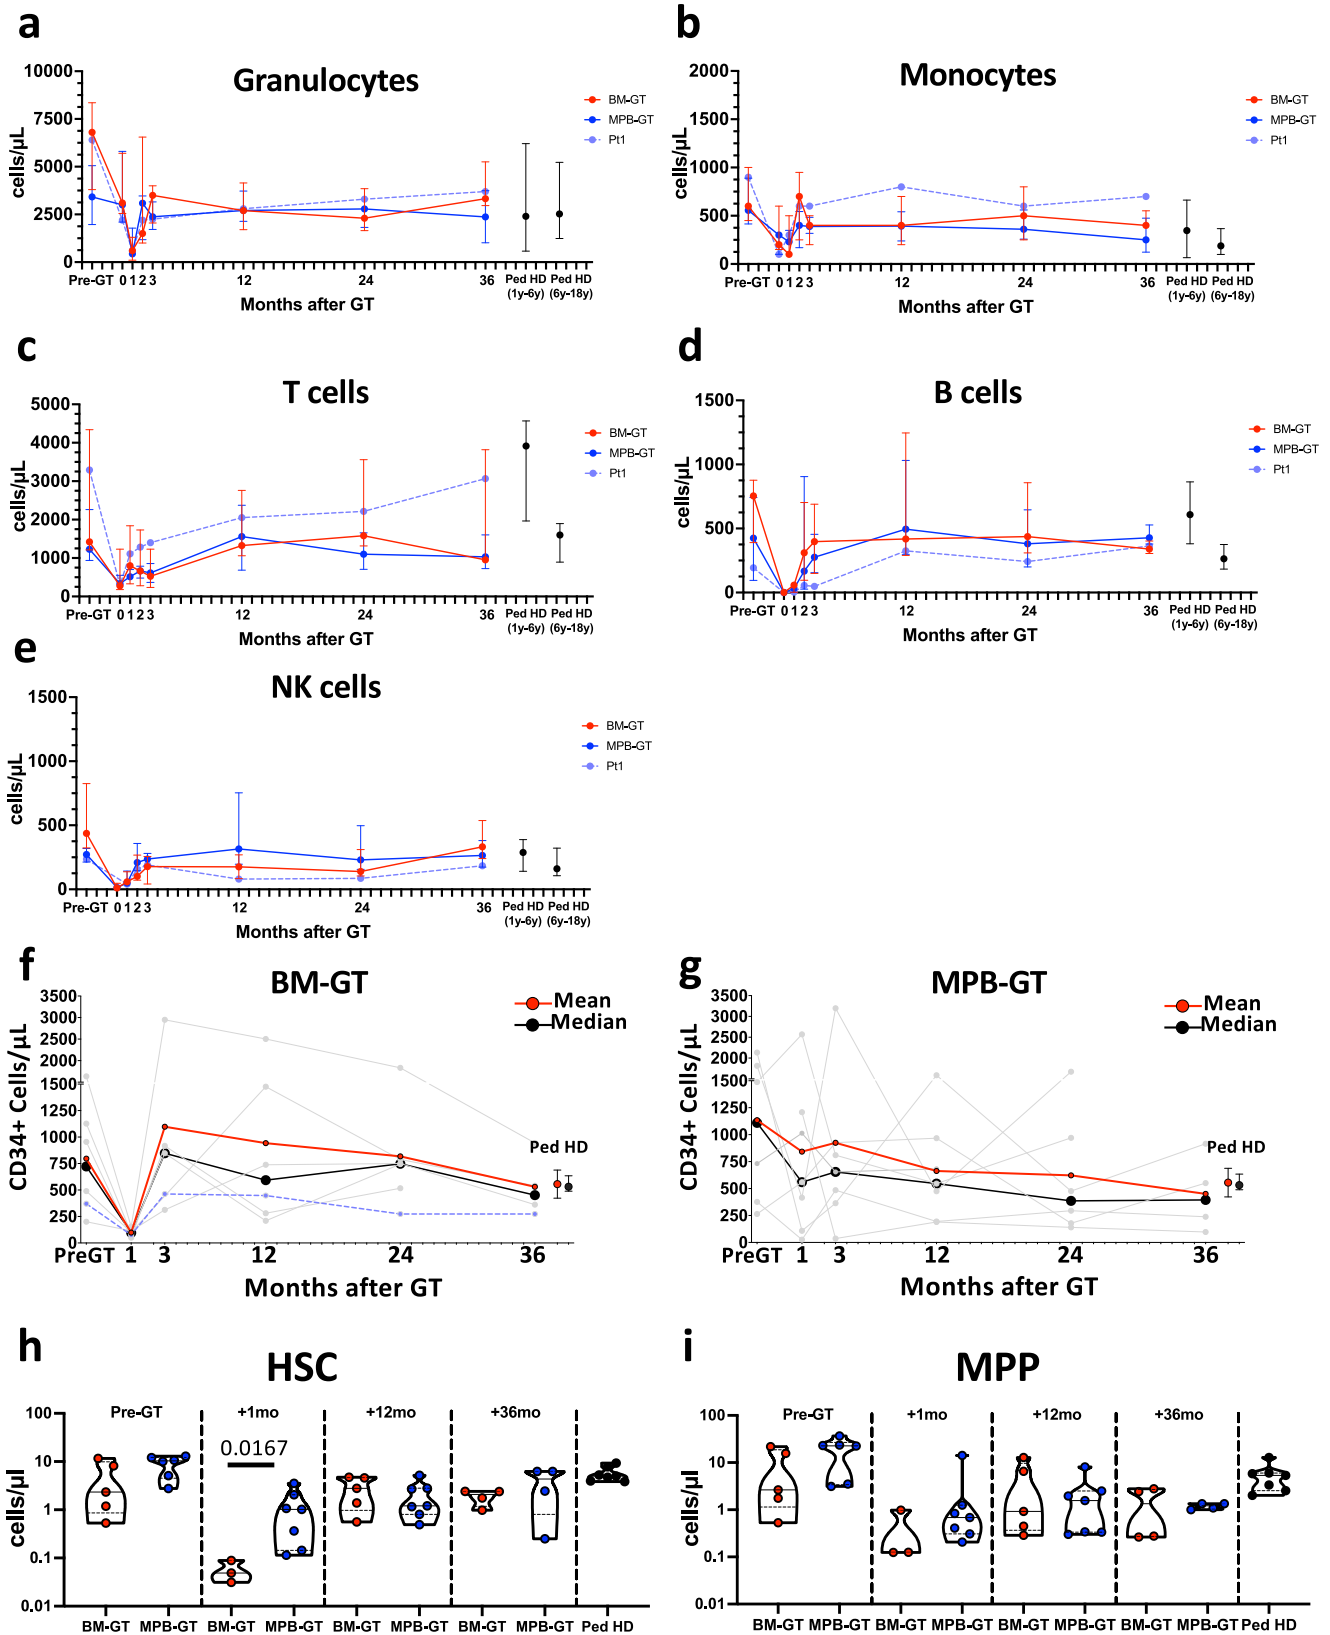 a
Granulocytes
10000
7500
5000
2500
0
cells/µL
Pre-GT 0 1 2 3 12 24 36 Ped HD (1y-6y) Ped HD (6y-18y)
Months after GT
BM-GT
MPB-GT
Pt1
b
Monocytes
2000
1500
1000
500
0
cells/µL
Pre-GT 0 1 2 3 12 24 36 Ped HD (1y-6y) Ped HD (6y-18y)
Months after GT
BM-GT
MPB-GT
Pt1
c
T cells
5000
4000
3000
2000
1000
0
cells/µL
Pre-GT 0 1 2 3 12 24 36 Ped HD (1y-6y) Ped HD (6y-18y)
Months after GT
BM-GT
MPB-GT
Pt1
d
B cells
1500
1000
500
0
cells/µL
Pre-GT 0 1 2 3 12 24 36 Ped HD (1y-6y) Ped HD (6y-18y)
Months after GT
BM-GT
MPB-GT
Pt1
e
NK cells
1500
1000
500
0
cells/µL
Pre-GT 0 1 2 3 12 24 36 Ped HD (1y-6y) Ped HD (6y-18y)
Months after GT
BM-GT
MPB-GT
Pt1
f
BM-GT
3500
3000
2500
2000
1500
1250
1000
750
500
250
0
CD34+ Cells/µL
Mean
Median
Ped HD
PreGT 1 3 12 24 36
Months after GT
g
MPB-GT
3500
3000
2500
2000
1500
1250
1000
750
500
250
0
CD34+ Cells/µL
Mean
Median
Ped HD
PreGT 1 3 12 24 36
Months after GT
h
HSC
Pre-GT +1mo +12mo +36mo
0.0167
100
10
1
0.1
0.01
cells/µl
BM-GT MPB-GT BM-GT MPB-GT BM-GT MPB-GT BM-GT MPB-GT Ped HD
i
MPP
Pre-GT +1mo +12mo +36mo
100
10
1
0.1
0.01
cells/µl
BM-GT MPB-GT BM-GT MPB-GT BM-GT MPB-GT BM-GT MPB-GT Ped HD